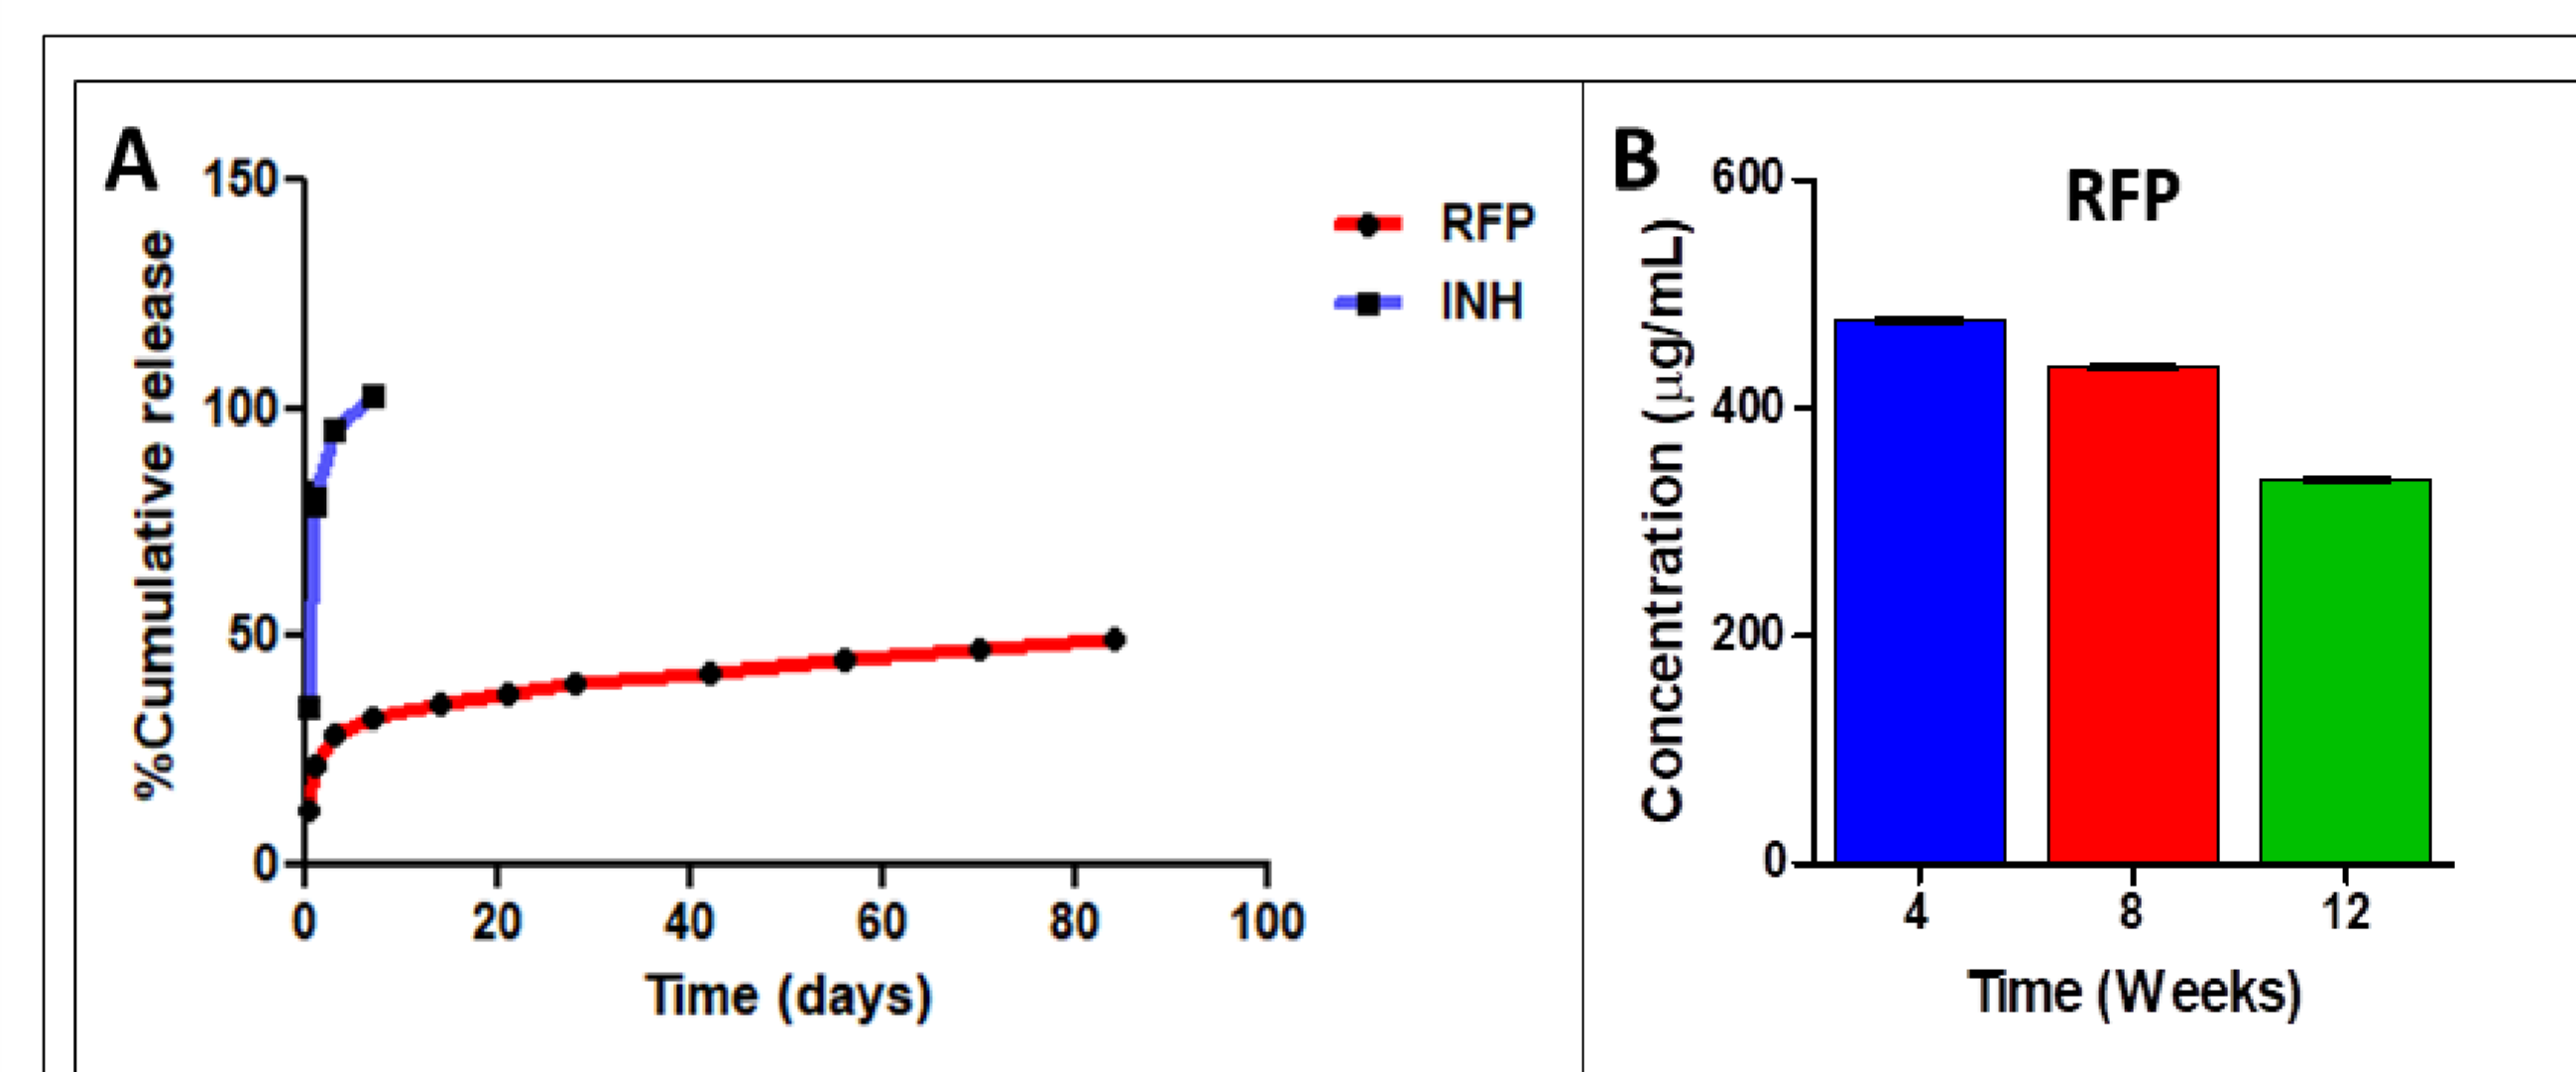 A
150
100
50
0
%Cumulative release
0 20 40 60 80 100
Time (days)
RFP
INH
B
RFP
600
400
200
0
Concentration (μg/mL)
4 8 12
Time (Weeks)